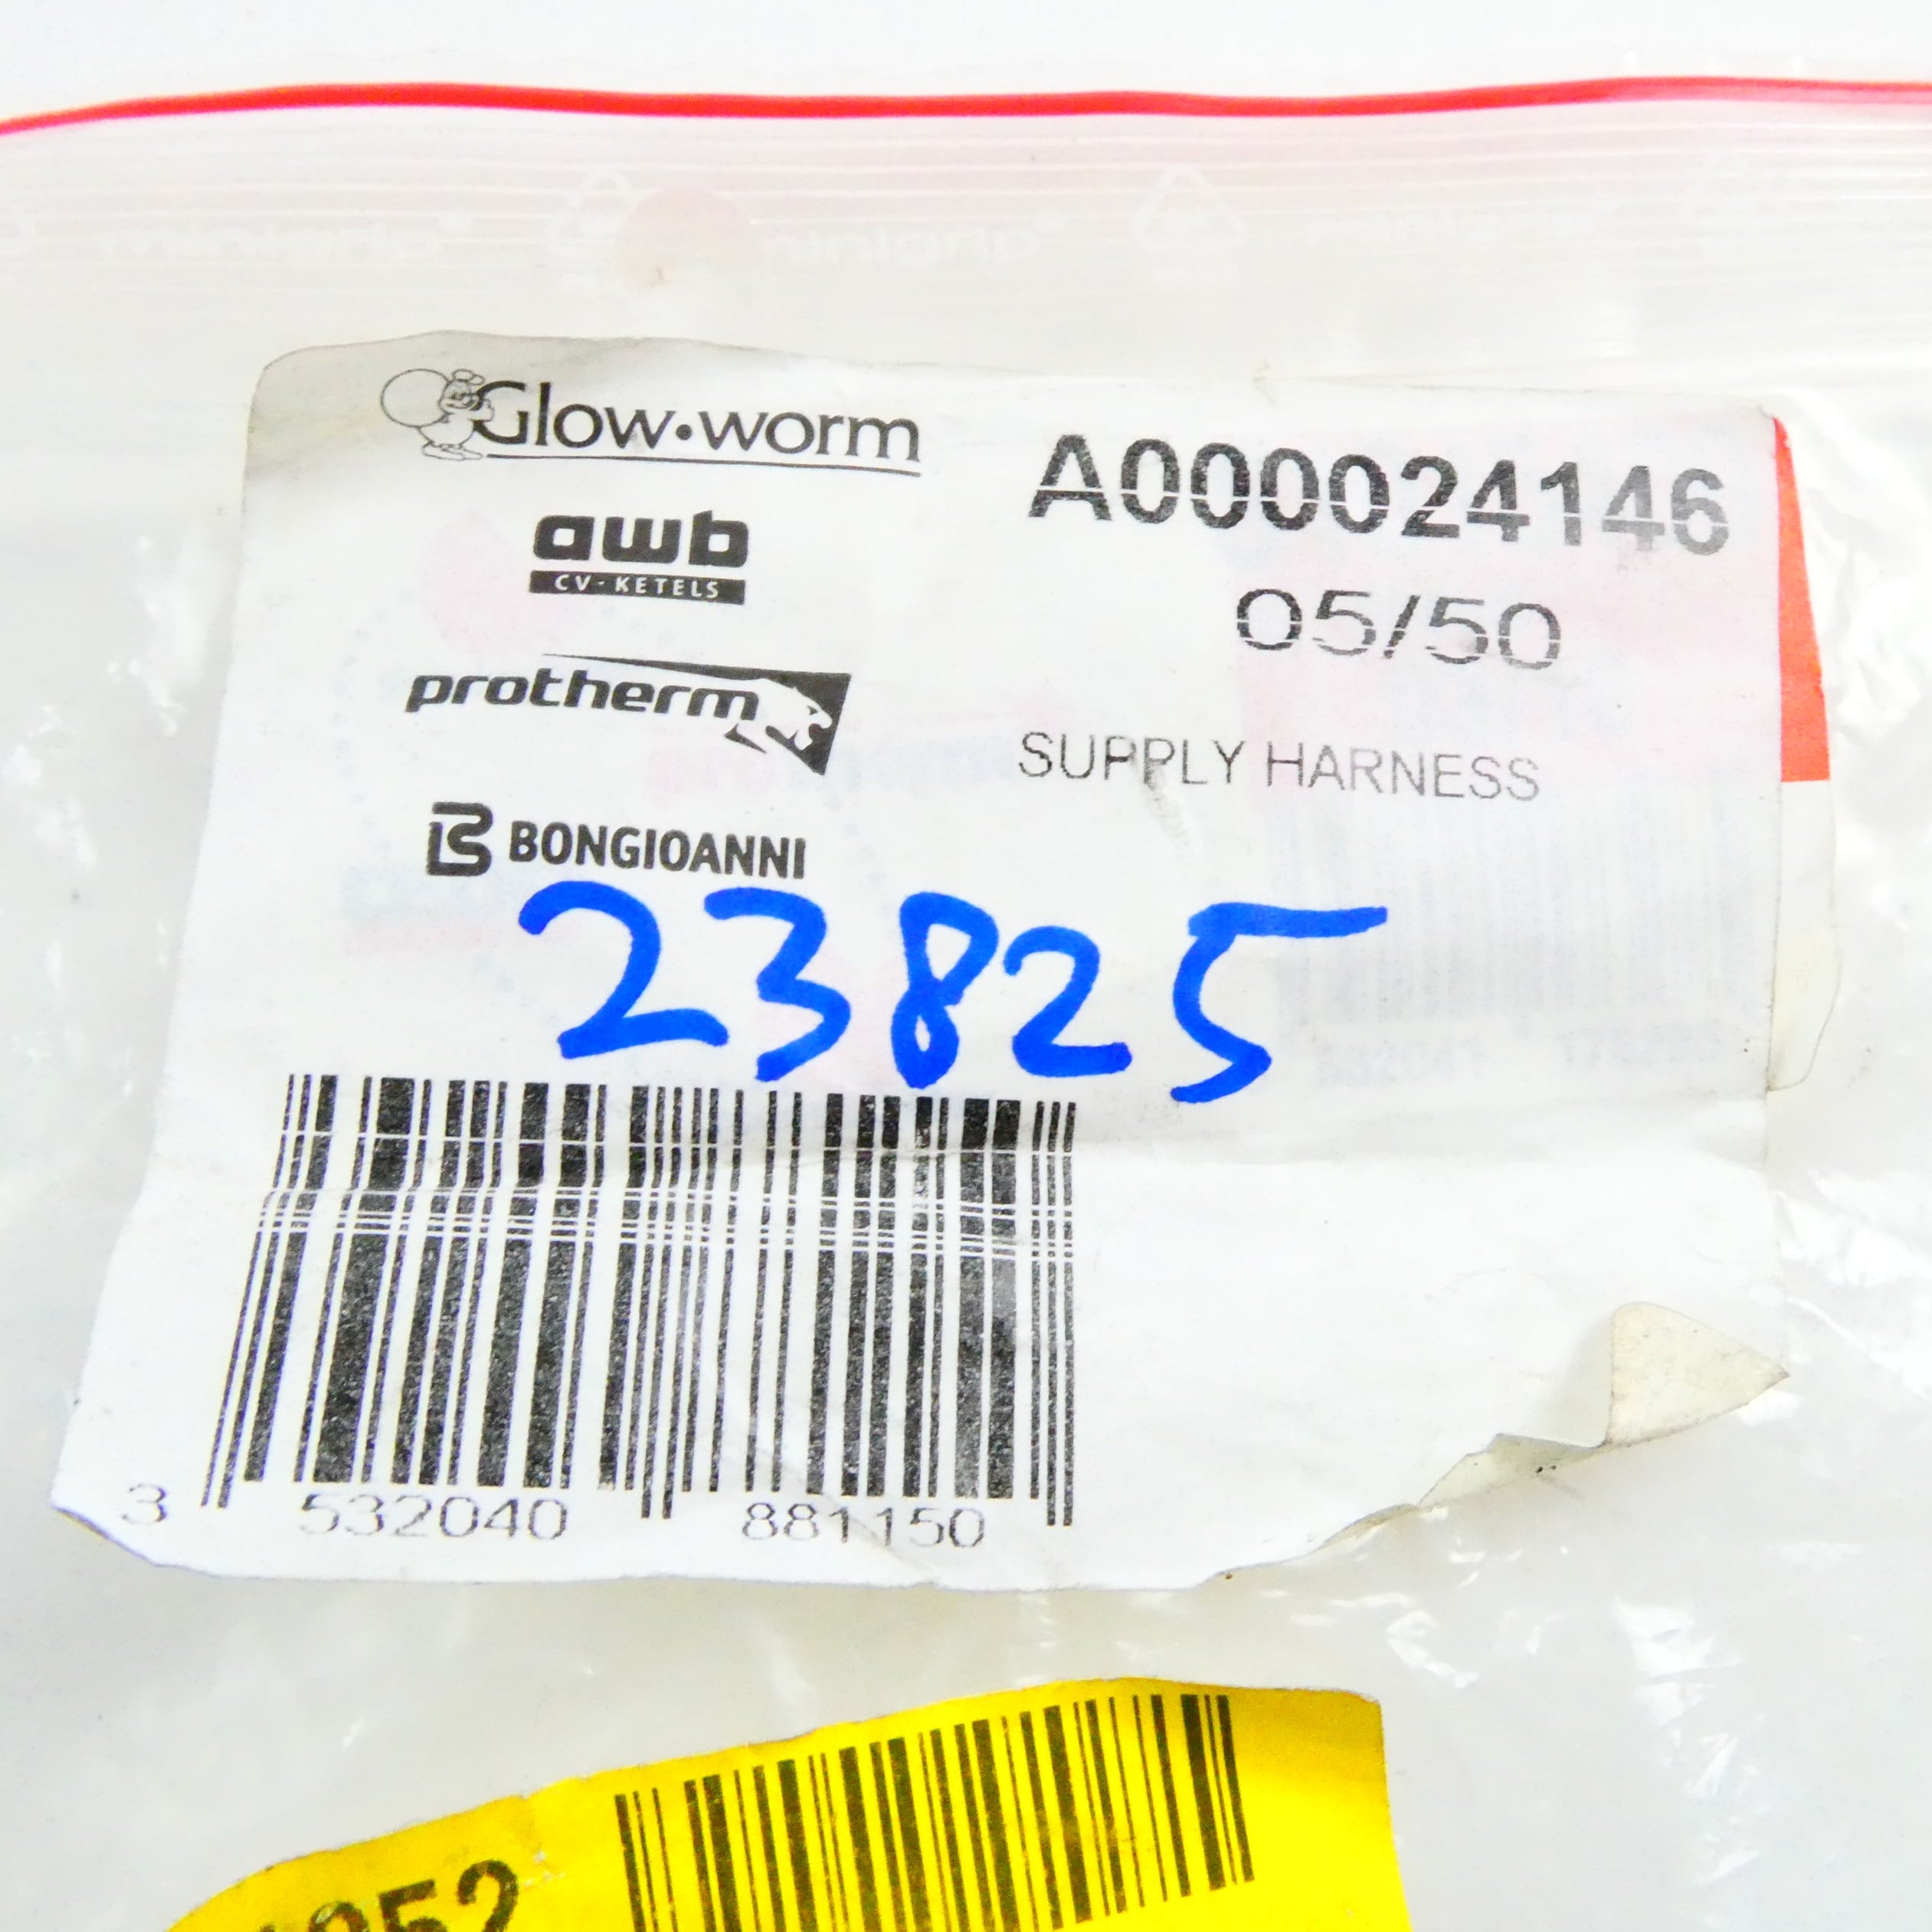 Glow•worm
A000024146
awb
CV-KETELS
05/50
protherm
SUPPLY HARNESS
BONGIOANNI
23825
3 532040 881150